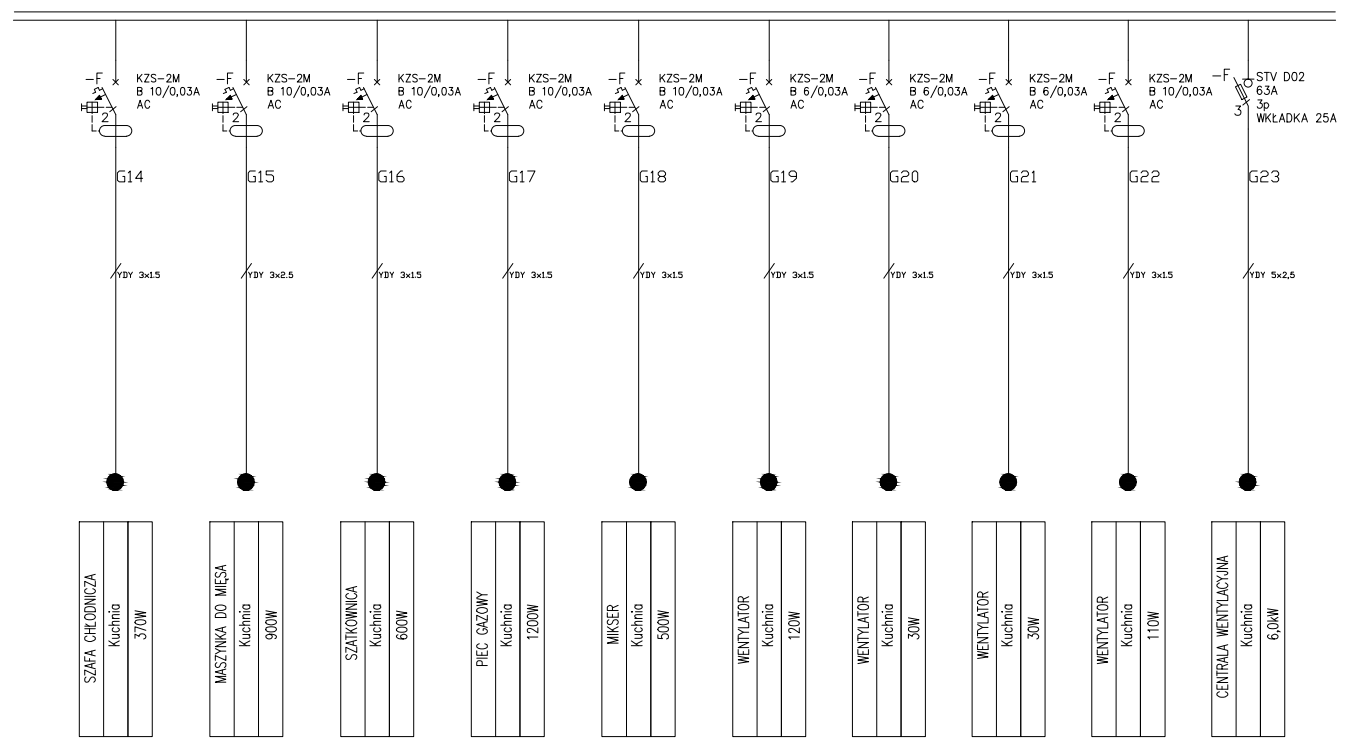 -F
KZS-2M
B 10/0,03A
AC
2
G14
YDY 3x1.5
SZAFA CHŁODNICZA
Kuchnia
370W
-F
KZS-2M
B 10/0,03A
AC
2
G15
YDY 3x2.5
MASZYNKA DO MIĘSA
Kuchnia
900W
-F
KZS-2M
B 10/0,03A
AC
2
G16
YDY 3x1.5
SZATKOWNICA
Kuchnia
600W
-F
KZS-2M
B 10/0,03A
AC
2
G17
YDY 3x1.5
PIEC GAZOWY
Kuchnia
1200W
-F
KZS-2M
B 10/0,03A
AC
2
G18
YDY 3x1.5
MIKSER
Kuchnia
500W
-F
KZS-2M
B 6/0,03A
AC
2
G19
YDY 3x1.5
WENTYLATOR
Kuchnia
120W
-F
KZS-2M
B 6/0,03A
AC
2
G20
YDY 3x1.5
WENTYLATOR
Kuchnia
30W
-F
KZS-2M
B 6/0,03A
AC
2
G21
YDY 3x1.5
WENTYLATOR
Kuchnia
30W
-F
KZS-2M
B 10/0,03A
AC
2
G22
YDY 3x1.5
WENTYLATOR
Kuchnia
110W
-F
STV D02
63A
3p
WKŁADKA 25A
3
G23
YDY 5x2,5
CENTRALA WENTYLACYJNA
Kuchnia
6,0kW